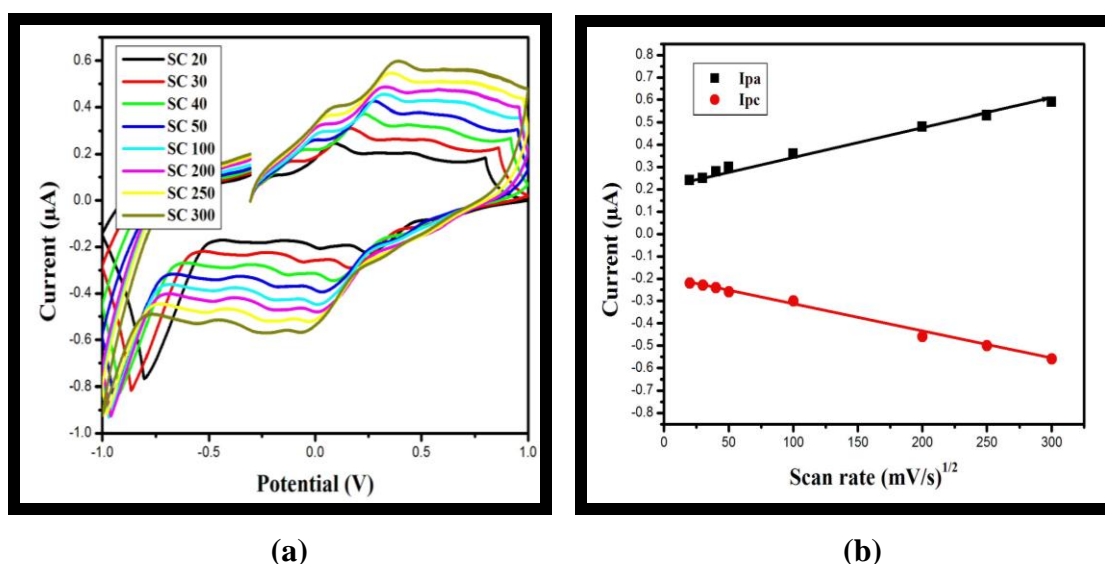 0.6
0.4
0.2
0.0
-0.2
-0.4
-0.6
-0.8
-1.0
Current (µA)
SC 20
SC 30
SC 40
SC 50
SC 100
SC 200
SC 250
SC 300
-1.0 -0.5 0.0 0.5 1.0
Potential (V)
(a)
0.8
0.7
0.6
0.5
0.4
0.3
0.2
0.1
0.0
-0.1
-0.2
-0.3
-0.4
-0.5
-0.6
-0.7
-0.8
Current (µA)
Ipa
Ipc
0 50 100 150 200 250 300
Scan rate (mV/s)1/2
(b)